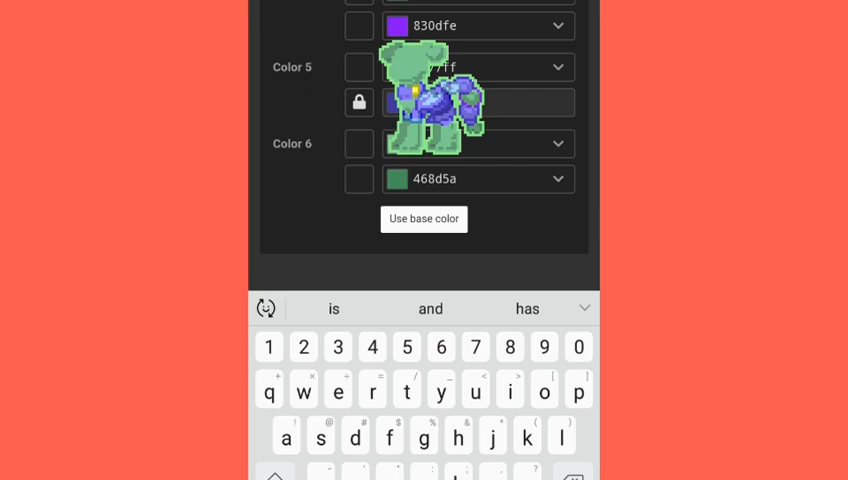 830dfe
Color 5
7ff
Color 6
468d5a
Use base color
is and has
1 2 3 4 5 6 7 8 9 0
+ × ÷ = / _ < > [ ]
q w e r t y u i o p
! @ # $ % & * ( )
a s d f g h j k l
- ' " : ; , ?